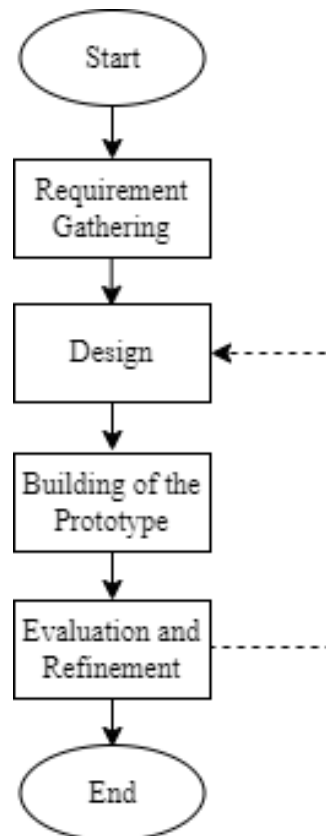 Start
Requirement
Gathering
Design
Building of the
Prototype
Evaluation and
Refinement
End